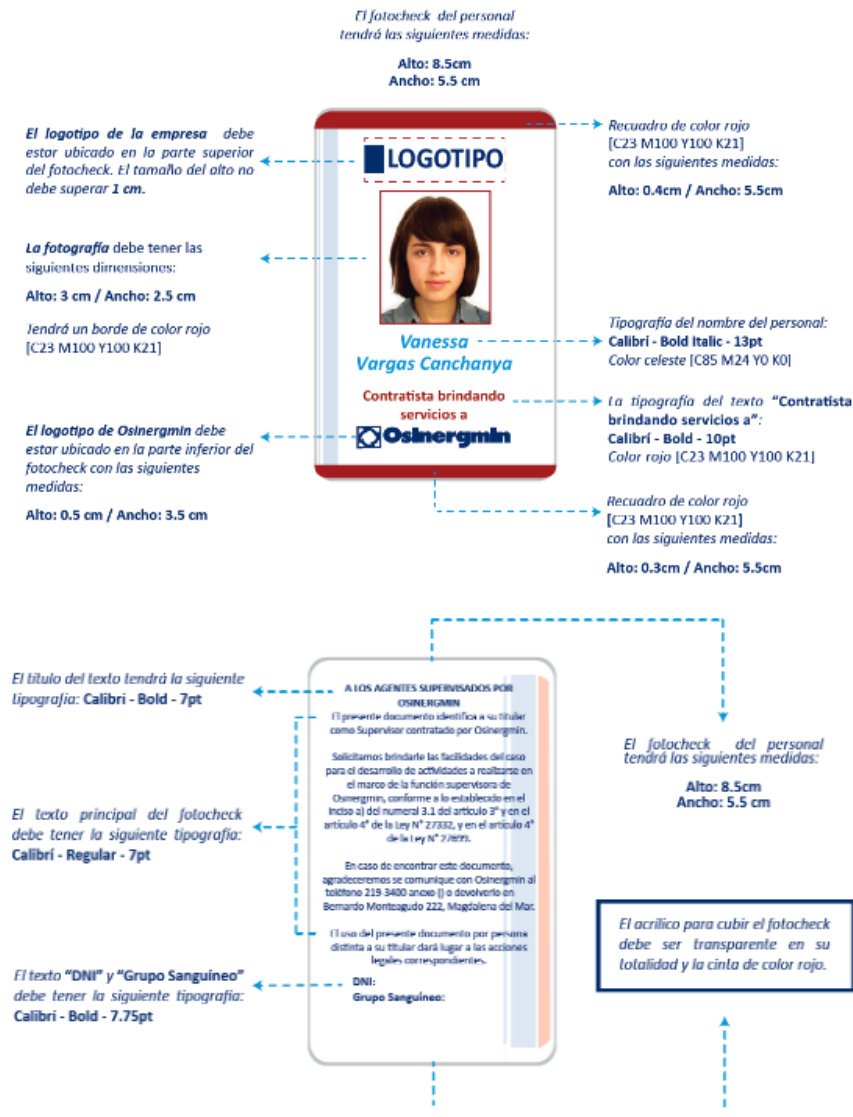 El fotocheck del personal
tendrá las siguientes medidas:
Alto: 8.5cm
Ancho: 5.5 cm
El logotipo de la empresa debe
estar ubicado en la parte superior
del fotocheck. El tamaño del alto no
debe superar 1 cm.
La fotografía debe tener las
siguientes dimensiones:
Alto: 3 cm / Ancho: 2.5 cm
Tendrá un borde de color rojo
[C23 M100 Y100 K21]
El logotipo de Osinergmin debe
estar ubicado en la parte inferior del
fotocheck con las siguientes
medidas:
Alto: 0.5 cm / Ancho: 3.5 cm
LOGOTIPO
Vanessa
Vargas Canchanya
Contratista brindando
servicios a
Osinergmin
Recuadro de color rojo
[C23 M100 Y100 K21]
con las siguientes medidas:
Alto: 0.4cm / Ancho: 5.5cm
Tipografía del nombre del personal:
Calibri - Bold Italic - 13pt
Color celeste [C85 M24 Y0 K0]
La tipografía del texto "Contratista
brindando servicios a":
Calibrí - Bold - 10pt
Color rojo [C23 M100 Y100 K21]
Recuadro de color rojo
[C23 M100 Y100 K21]
con las siguientes medidas:
Alto: 0.3cm / Ancho: 5.5cm
El título del texto tendrá la siguiente
tipografía: Calibrí - Bold - 7pt
El texto principal del fotocheck
debe tener la siguiente tipografía:
Calibrí - Regular - 7pt
El texto "DNI" y "Grupo Sanguíneo"
debe tener la siguiente tipografía:
Calibrí - Bold - 7.75pt
A LOS AGENTES SUPERVISADOS POR
OSINERGMIN
El presente documento identifica a su titular
como Supervisor contratado por Osinergmin.
Solicitamos brindarle las facilidades del caso
para el desarrollo de actividades a realizarse en
el marco de la función supervisora de
Osinergmin, conforme a lo establecido en el
inciso a) del numeral 3.1 del artículo 3° y en el
artículo 4° de la Ley N° 27332, y en el artículo 4°
de la Ley N° 27699.
En caso de encontrar este documento,
agradeceremos se comunique con Osinergmin al
teléfono 219-3400 anexo () o devolverlo en
Bernardo Monteagudo 222, Magdalena del Mar.
El uso del presente documento por persona
distinta a su titular dará lugar a las acciones
legales correspondientes.
DNI:
Grupo Sanguíneo:
El fotocheck del personal
tendrá las siguientes medidas:
Alto: 8.5cm
Ancho: 5.5 cm
El acrílico para cubir el fotocheck
debe ser transparente en su
totalidad y la cinta de color rojo.